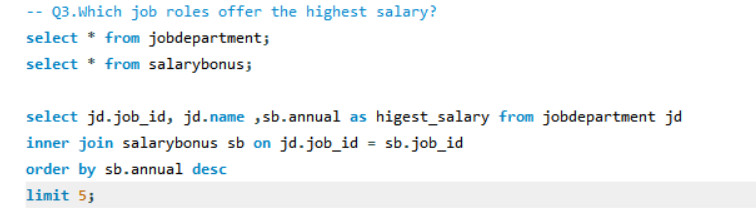 -- Q3.Which job roles offer the highest salary?
select * from jobdepartment;
select * from salarybonus;
select jd.job_id, jd.name ,sb.annual as higest_salary from jobdepartment jd
inner join salarybonus sb on jd.job_id = sb.job_id
order by sb.annual desc
limit 5;